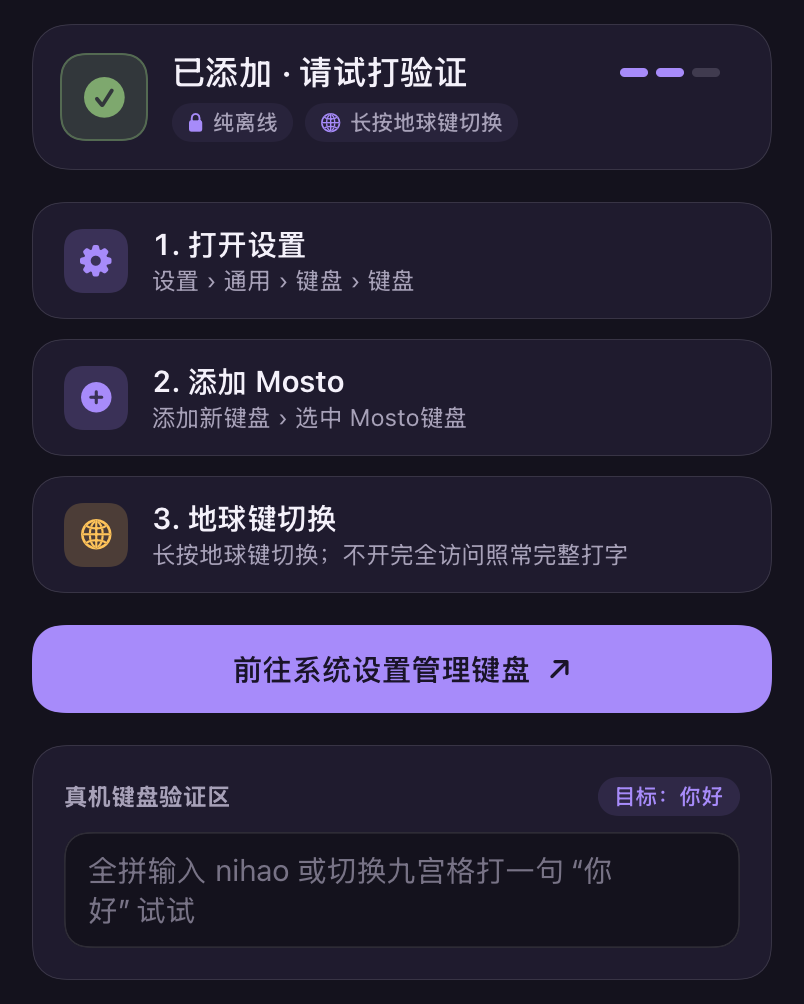 已添加 · 请试打验证
纯离线
长按地球键切换
1. 打开设置
设置 › 通用 › 键盘 › 键盘
2. 添加 Mosto
添加新键盘 › 选中 Mosto键盘
3. 地球键切换
长按地球键切换；不开完全访问照常完整打字
前往系统设置管理键盘 ↗
真机键盘验证区
目标：你好
全拼输入 nihao 或切换九宫格打一句 “你
好” 试试